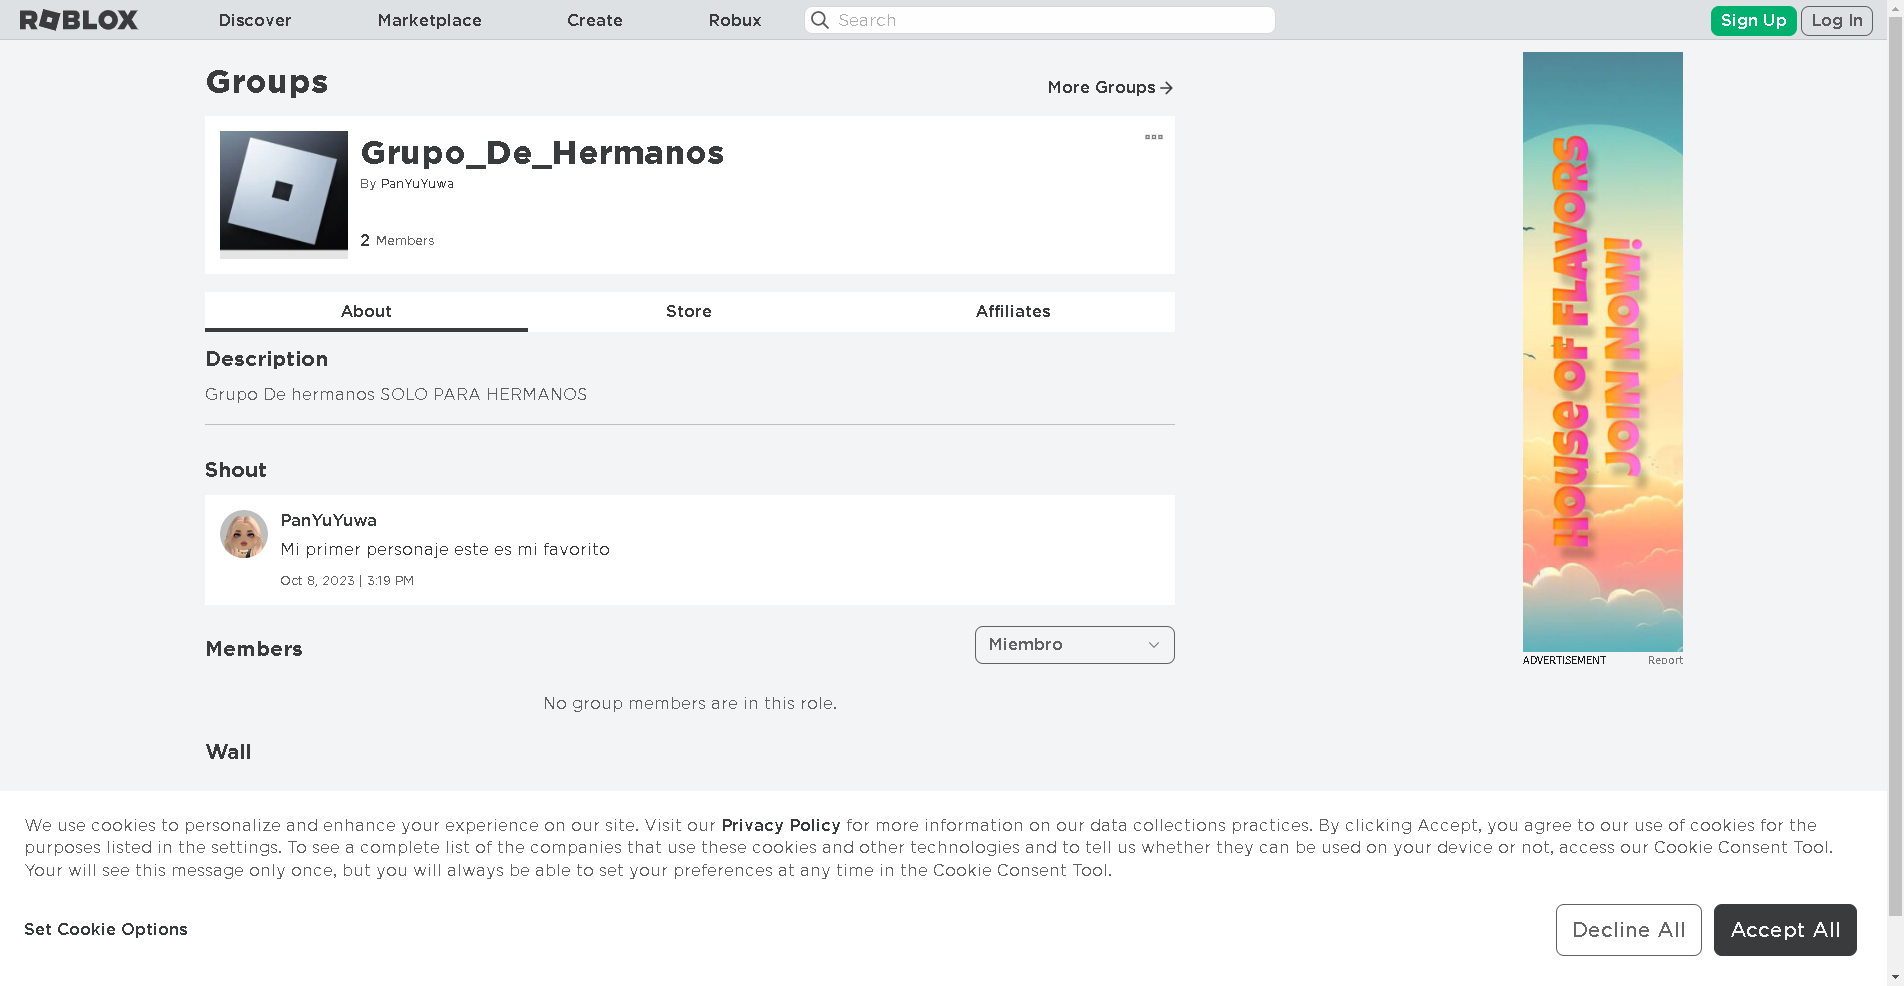 ROBLOX
Discover
Marketplace
Create
Robux
Search
Sign Up
Log In
Groups
More Groups
Grupo_De_Hermanos
By PanYuYuwa
2 Members
About
Store
Affiliates
Description
Grupo De hermanos SOLO PARA HERMANOS
Shout
PanYuYuwa
Mi primer personaje este es mi favorito
Oct 8, 2023 | 3:19 PM
Members
Miembro
No group members are in this role.
Wall
House of FLAVORS
JOIN NOW!
ADVERTISEMENT
Report
We use cookies to personalize and enhance your experience on our site. Visit our Privacy Policy for more information on our data collections practices. By clicking Accept, you agree to our use of cookies for the
purposes listed in the settings. To see a complete list of the companies that use these cookies and other technologies and to tell us whether they can be used on your device or not, access our Cookie Consent Tool.
Your will see this message only once, but you will always be able to set your preferences at any time in the Cookie Consent Tool.
Set Cookie Options
Decline All
Accept All